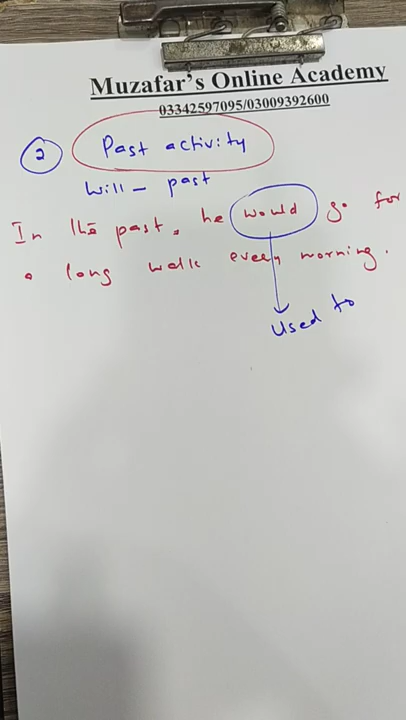 Muzafar's Online Academy
03342597095/03009392600
2 Past activity
will - past
In the past, he would go for
a long walk every morning.
used to